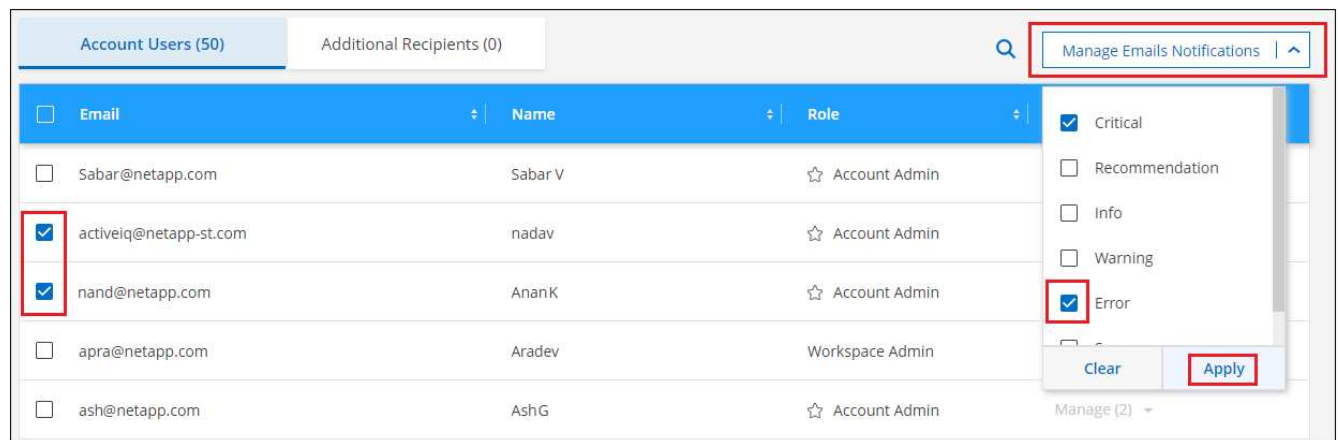 Account Users (50) Additional Recipients (0) Manage Emails Notifications
Email Name Role
Critical
Sabar@netapp.com Sabar V Account Admin
Recommendation
Info
activeiq@netapp-st.com nadav Account Admin
Warning
nand@netapp.com AnanK Account Admin
Error
apra@netapp.com Aradev Workspace Admin
Clear Apply
ash@netapp.com AshG Account Admin Manage (2)